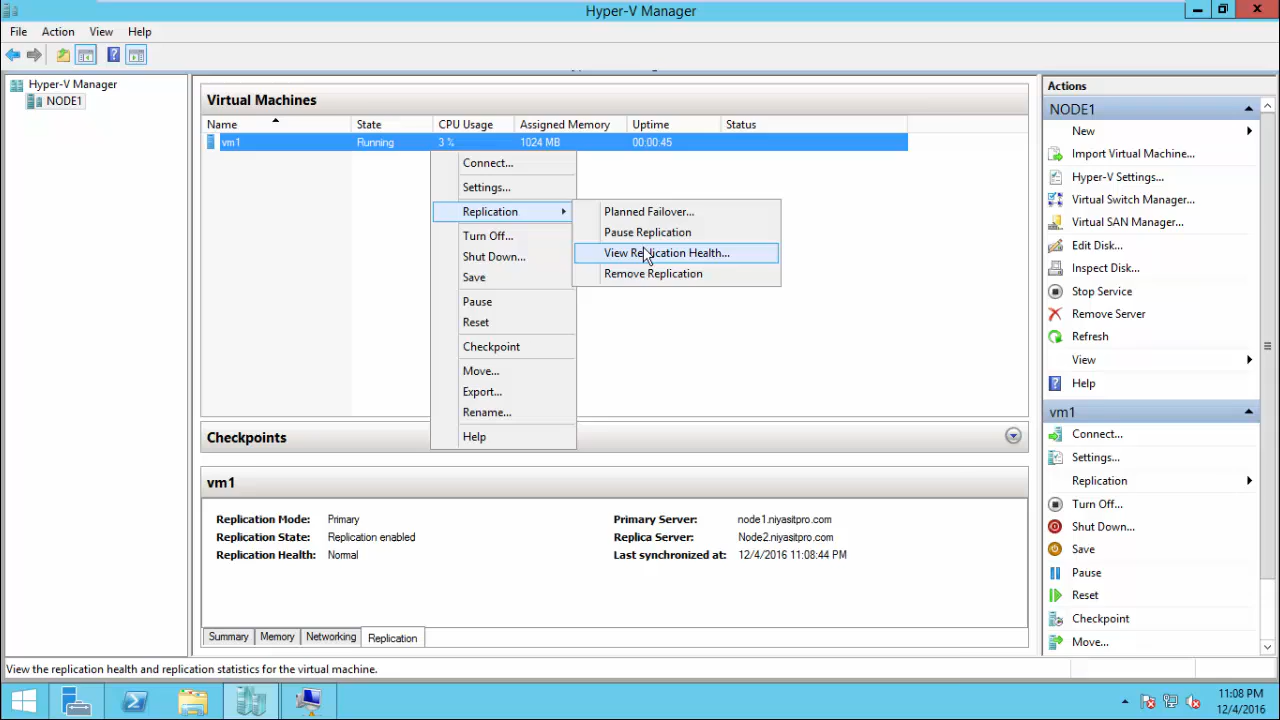 Hyper-V Manager
File Action View Help
Hyper-V Manager
NODE1
Virtual Machines
Name State CPU Usage Assigned Memory Uptime Status
vm1 Running 3 % 1024 MB 00:00:45
Connect...
Settings...
Replication
Turn Off...
Shut Down...
Save
Pause
Reset
Checkpoint
Move...
Export...
Rename...
Help
Planned Failover...
Pause Replication
View Replication Health...
Remove Replication
Checkpoints
vm1
Replication Mode: Primary
Replication State: Replication enabled
Replication Health: Normal
Primary Server: node1.niyasitpro.com
Replica Server: Node2.niyasitpro.com
Last synchronized at: 12/4/2016 11:08:44 PM
Summary Memory Networking Replication
Actions
NODE1
New
Import Virtual Machine...
Hyper-V Settings...
Virtual Switch Manager...
Virtual SAN Manager...
Edit Disk...
Inspect Disk...
Stop Service
Remove Server
Refresh
View
Help
vm1
Connect...
Settings...
Replication
Turn Off...
Shut Down...
Save
Pause
Reset
Checkpoint
Move...
View the replication health and replication statistics for the virtual machine.
11:08 PM
12/4/2016